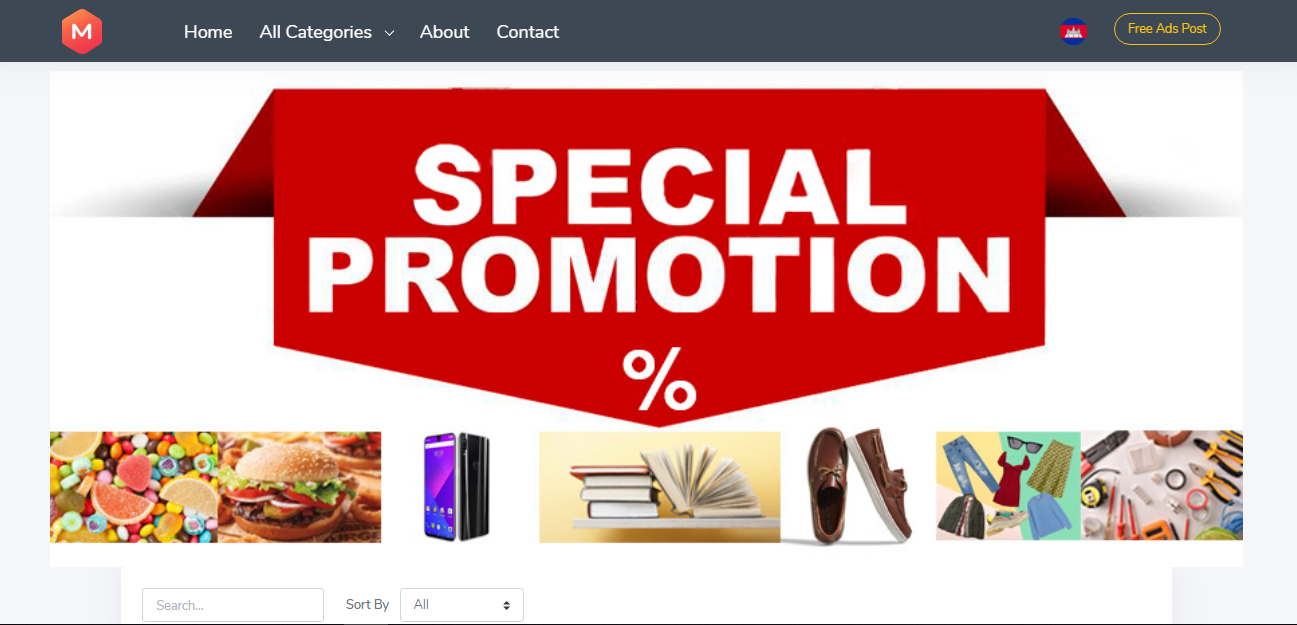 M
Home
All Categories
About
Contact
Free Ads Post
SPECIAL
PROMOTION
%
Search...
Sort By
All